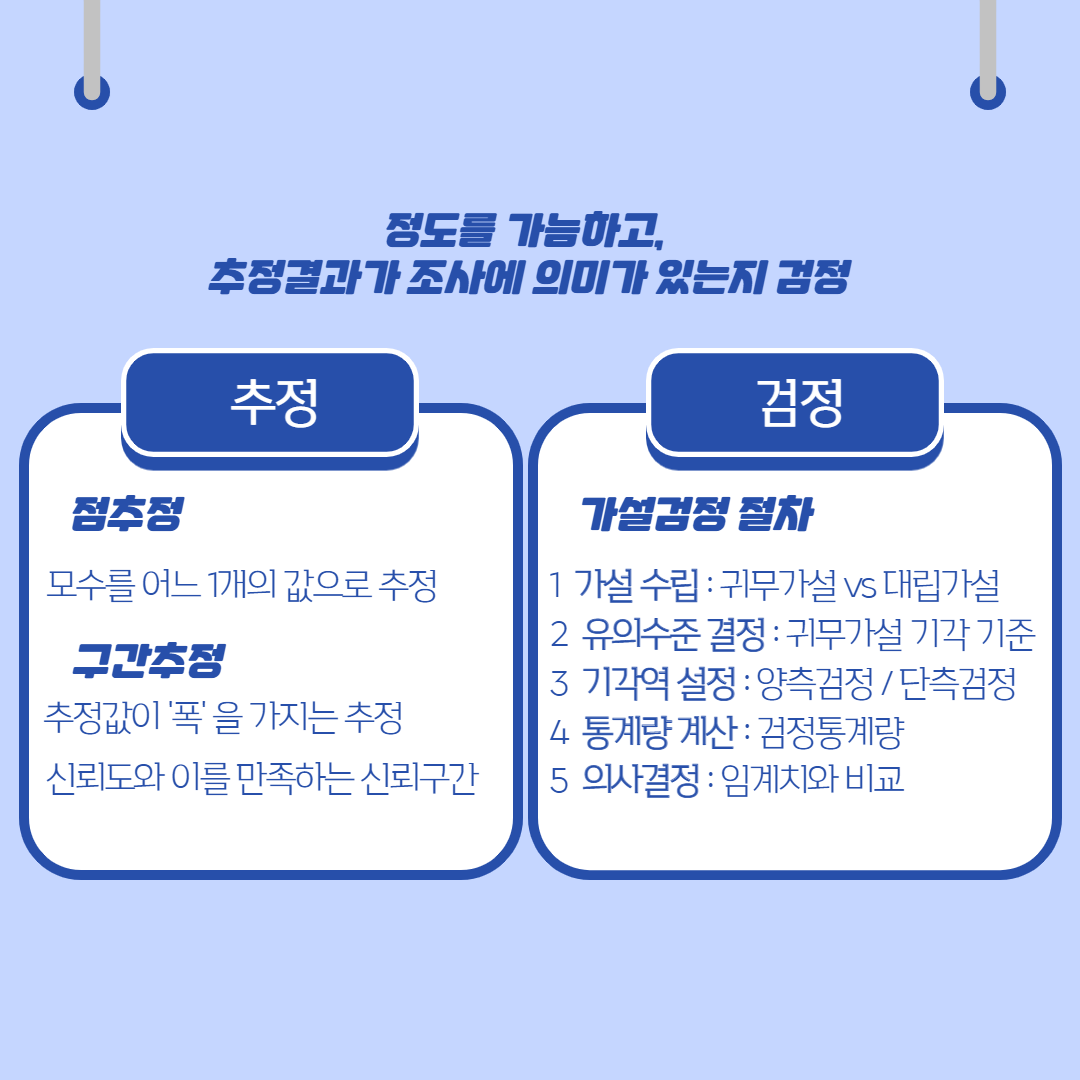 정도를 가늠하고,
추정결과가 조사에 의미가 있는지 검정
추정
점추정
모수를 어느 1개의 값으로 추정
구간추정
추정값이 '폭' 을 가지는 추정
신뢰도와 이를 만족하는 신뢰구간
검정
가설검정 절차
1 가설 수립 : 귀무가설 vs 대립가설
2 유의수준 결정 : 귀무가설 기각 기준
3 기각역 설정 : 양측검정 / 단측검정
4 통계량 계산 : 검정통계량
5 의사결정 : 임계치와 비교